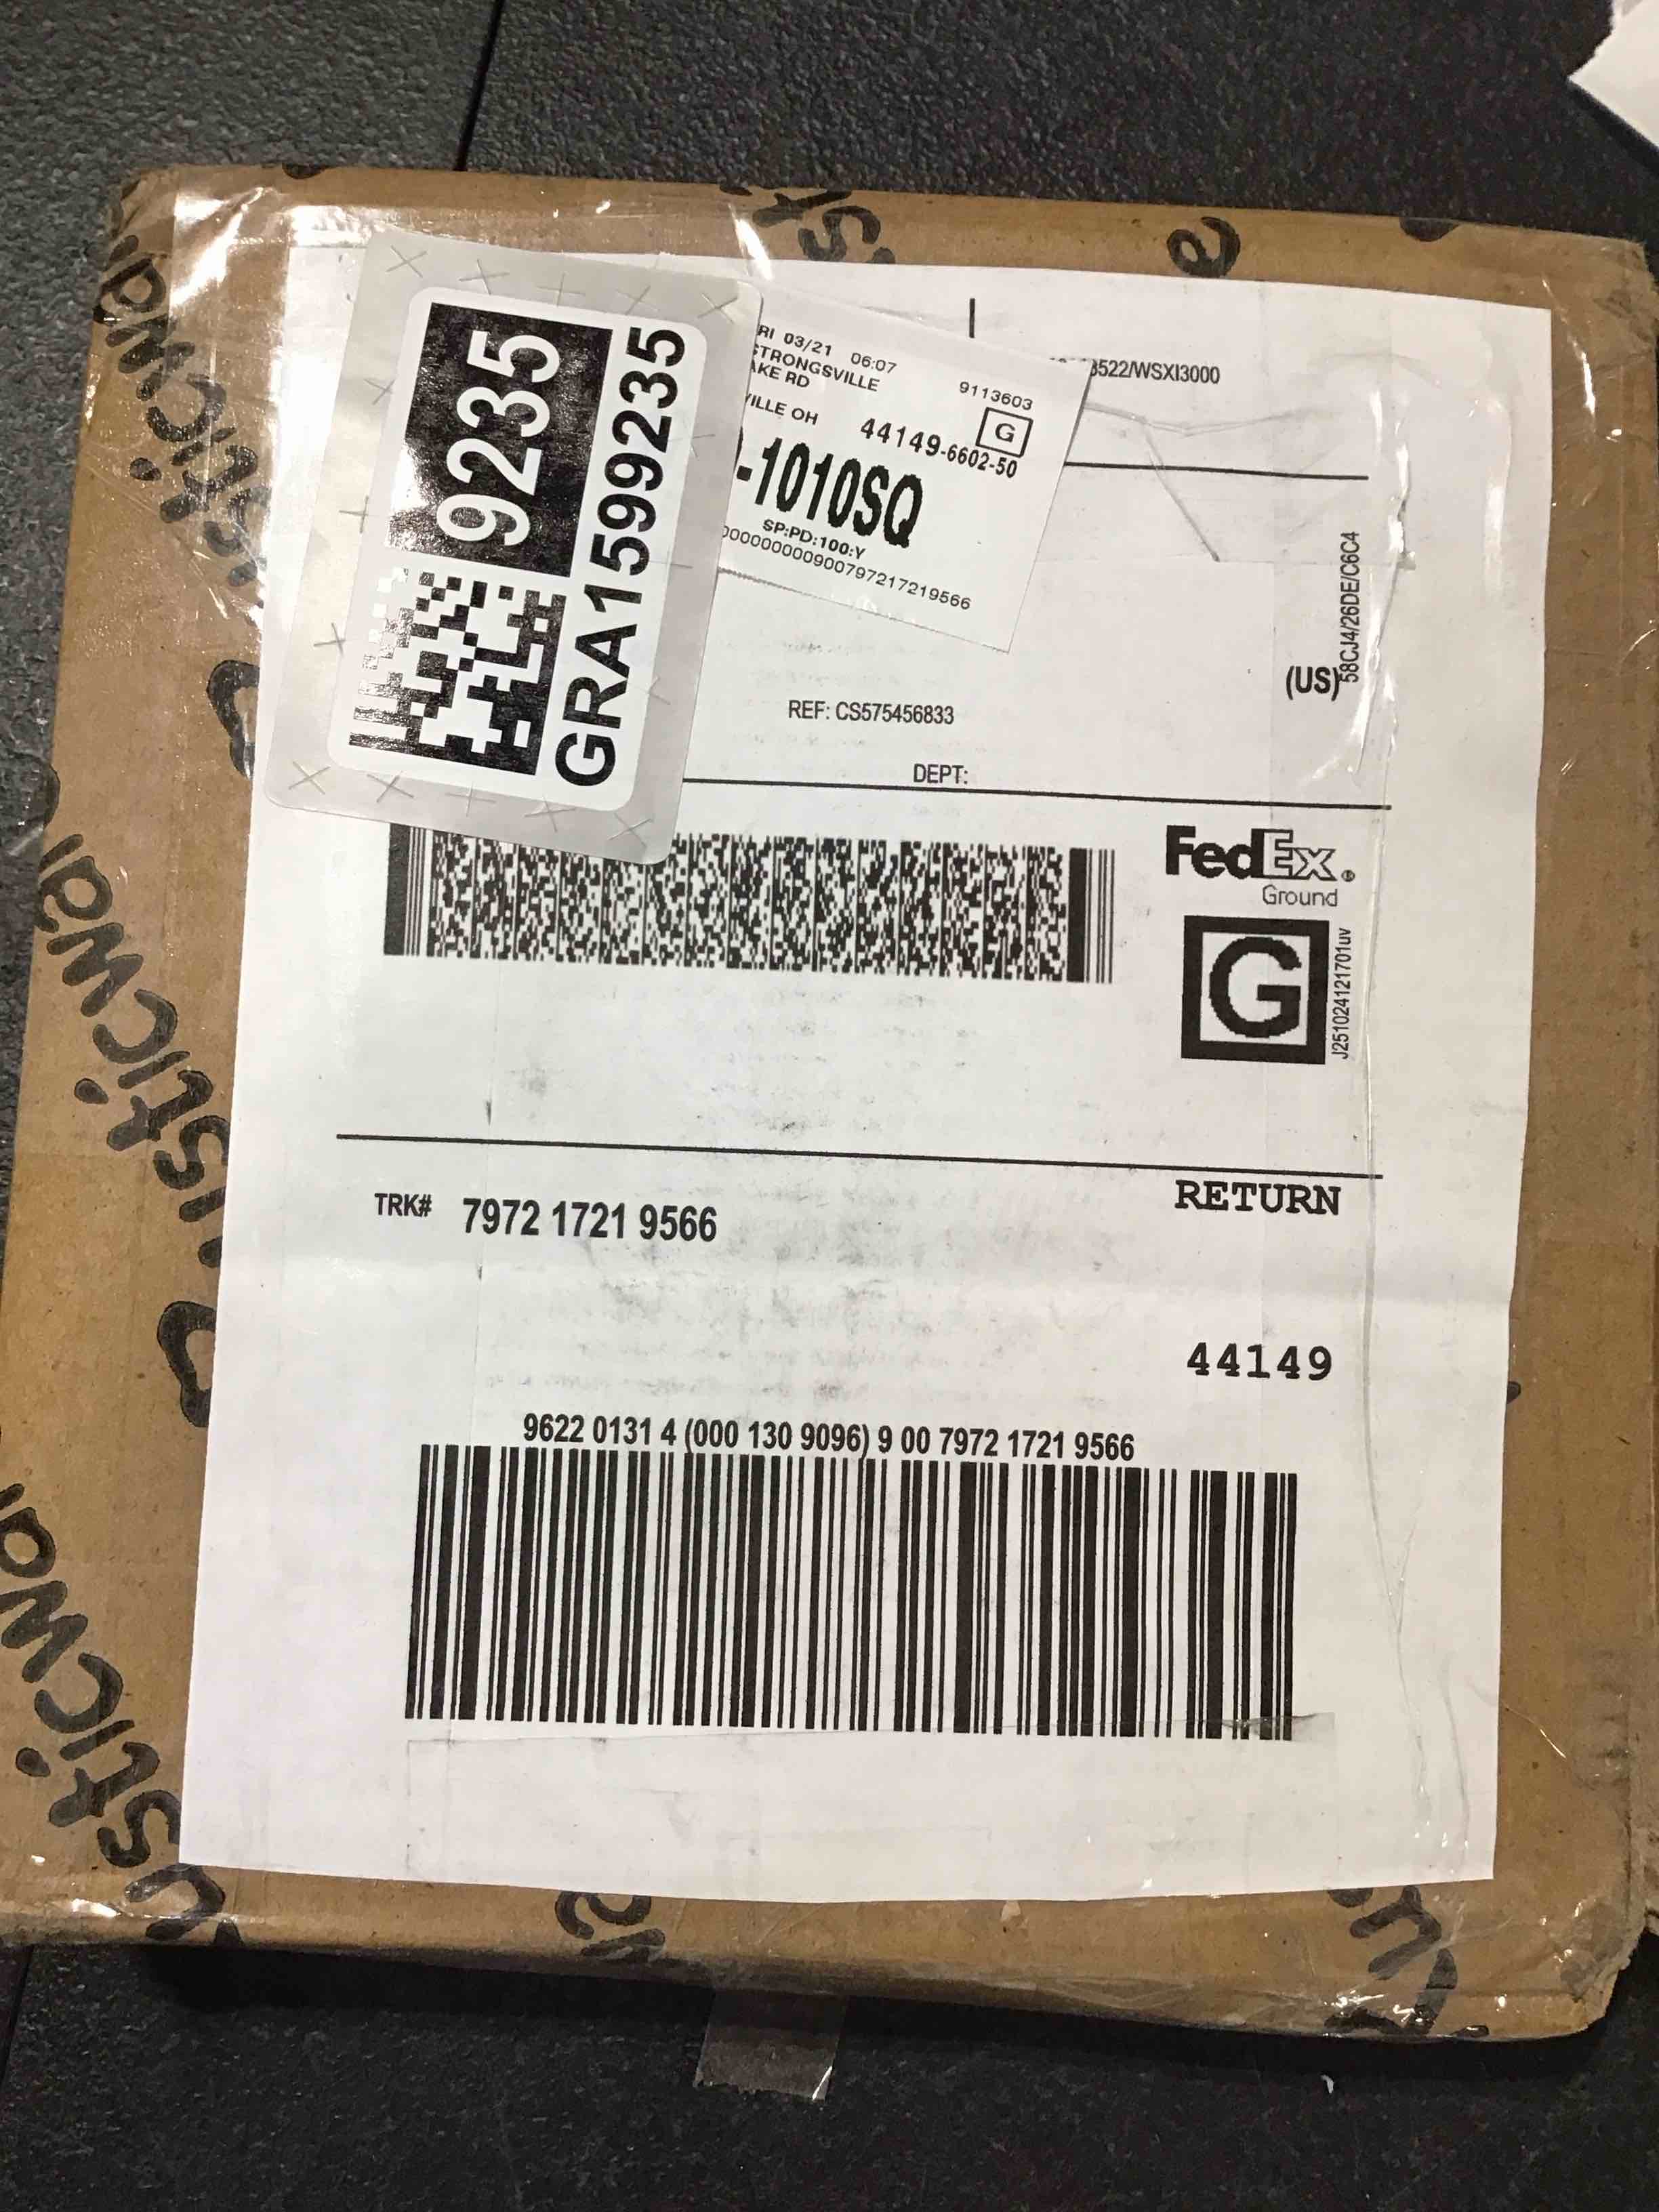 9235
GRA1599235
RI 03/21 06:07
STRONGSVILLE
AKE RD
9113603
VILLE OH 44149-6602-50
G
-1010SQ
SP:PD:100:Y
3522/WSXI3000
58CJ4/26DE/C6C4
(US)
REF: CS575456833
DEPT:
FedEx®
Ground
G
J251024121701uv
TRK# 7972 1721 9566
RETURN
44149
9622 0131 4 (000 130 9096) 9 00 7972 1721 9566